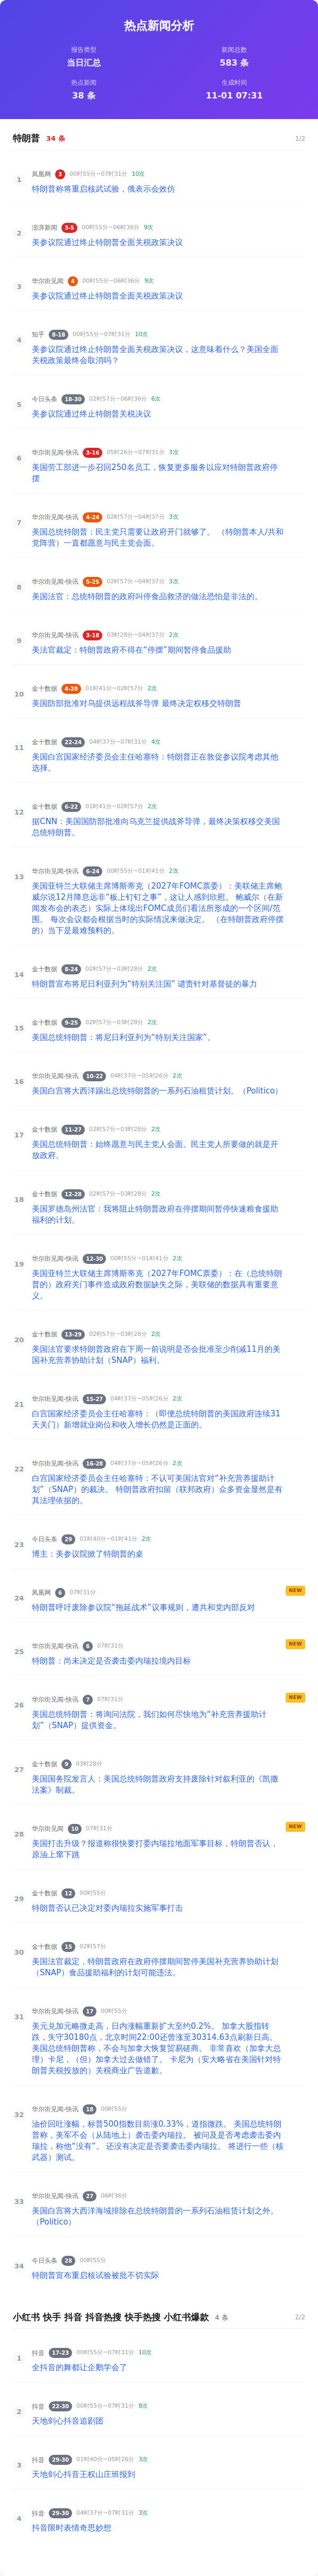 热点新闻分析
报告类型
新闻总数
当日汇总
583 条
热点新闻
生成时间
38 条
11-01 07:31
特朗普 34 条 1/2
1
凤凰网 3 00时55分~07时31分 10次
特朗普称将重启核武试验，俄表示会效仿
2
澎湃新闻 3-5 00时55分~06时36分 9次
美参议院通过终止特朗普全面关税政策决议
3
华尔街见闻 4 00时55分~06时36分 9次
美参议院通过终止特朗普全面关税政策决议
4
知乎 8-18 00时55分~07时31分 10次
美参议院通过终止特朗普全面关税政策决议，这意味着什么？美国全面
关税政策最终会取消吗？
5
今日头条 18-30 02时57分~06时36分 6次
美参议院通过终止特朗普关税决议
6
华尔街见闻-快讯 3-16 05时26分~07时31分 3次
美国劳工部进一步召回250名员工，恢复更多服务以应对特朗普政府停
摆
7
华尔街见闻-快讯 4-24 02时57分~04时37分 3次
美国总统特朗普：民主党只需要让政府开门就够了。 （特朗普本人/共和
党阵营）一直都愿意与民主党会面。
8
华尔街见闻-快讯 5-25 02时57分~04时37分 3次
美国法官：总统特朗普的政府叫停食品救济的做法恐怕是非法的。
9
华尔街见闻-快讯 3-18 03时28分~04时37分 2次
美法官裁定：特朗普政府不得在“停摆”期间暂停食品援助
10
金十数据 4-20 01时41分~02时57分 2次
美国防部批准对乌提供远程战斧导弹 最终决定权移交特朗普
11
金十数据 22-24 04时37分~07时31分 4次
美国白宫国家经济委员会主任哈塞特：特朗普正在敦促参议院考虑其他
选择。
12
金十数据 6-22 01时41分~02时57分 2次
据CNN：美国国防部批准向乌克兰提供战斧导弹，最终决策权移交美国
总统特朗普。
13
华尔街见闻-快讯 6-24 00时55分~01时41分 2次
美国亚特兰大联储主席博斯蒂克（2027年FOMC票委）：美联储主席鲍
威尔说12月降息远非“板上钉钉之事”，这让人感到欣慰。 鲍威尔（在新
闻发布会的表态）实际上体现出FOMC成员们看法所形成的一个区间/范
围。 每次会议都会根据当时的实际情况来做决定。 （在特朗普政府停摆
的）当下是最难预料的。
14
金十数据 8-24 02时57分~03时28分 2次
特朗普宣布将尼日利亚列为“特别关注国” 谴责针对基督徒的暴力
15
金十数据 9-25 02时57分~03时28分 2次
美国总统特朗普：将尼日利亚列为“特别关注国家”。
16
华尔街见闻-快讯 10-22 04时37分~05时26分 2次
美国白宫将大西洋踢出总统特朗普的一系列石油租赁计划。（Politico）
17
金十数据 11-27 02时57分~03时28分 2次
美国总统特朗普：始终愿意与民主党人会面。民主党人所要做的就是开
放政府。
18
金十数据 12-28 02时57分~03时28分 2次
美国罗德岛州法官：我将阻止特朗普政府在停摆期间暂停快速粮食援助
福利的计划。
19
华尔街见闻-快讯 12-30 00时55分~01时41分 2次
美国亚特兰大联储主席博斯蒂克（2027年FOMC票委）：在（总统特朗
普的）政府关门事件造成政府数据缺失之际，美联储的数据具有重要意
义。
20
金十数据 13-29 02时57分~03时28分 2次
美国法官要求特朗普政府在下周一前说明是否会批准至少削减11月的美
国补充营养协助计划（SNAP）福利。
21
华尔街见闻-快讯 15-27 04时37分~05时26分 2次
白宫国家经济委员会主任哈塞特：（即便总统特朗普的美国政府连续31
天关门）新增就业岗位和收入增长仍然是正面的。
22
华尔街见闻-快讯 16-28 04时37分~05时26分 2次
白宫国家经济委员会主任哈塞特：不认可美国法官对“补充营养援助计
划”（SNAP）的裁决。 特朗普政府扣留（联邦政府）众多资金显然是有
其法理依据的。
23
今日头条 29 01时40分~01时41分 2次
博主：美参议院掀了特朗普的桌
24
凤凰网 6 07时31分 NEW
特朗普呼吁废除参议院“拖延战术”议事规则，遭共和党内部反对
25
华尔街见闻-快讯 6 07时31分 NEW
特朗普：尚未决定是否袭击委内瑞拉境内目标
26
华尔街见闻-快讯 7 07时31分 NEW
美国总统特朗普：将询问法院，我们如何尽快地为“补充营养援助计
划”（SNAP）提供资金。
27
金十数据 9 03时28分
美国国务院发言人：美国总统特朗普政府支持废除针对叙利亚的《凯撒
法案》制裁。
28
华尔街见闻 10 07时31分 NEW
美国打击升级？报道称很快要打委内瑞拉地面军事目标，特朗普否认，
原油上窜下跳
29
金十数据 12 00时55分
特朗普否认已决定对委内瑞拉实施军事打击
30
金十数据 15 02时57分
美国法官裁定，特朗普政府在政府停摆期间暂停美国补充营养协助计划
（SNAP）食品援助福利的计划可能违法。
31
华尔街见闻-快讯 17 00时55分
美元兑加元略微走高，日内涨幅重新扩大至约0.2%。 加拿大股指转
跌，失守30180点，北京时间22:00还曾涨至30314.63点刷新日高。
美国总统特朗普称，不会与加拿大恢复贸易磋商。 非常喜欢（加拿大总
理）卡尼，（但）加拿大过去做错了。 卡尼为（安大略省在美国针对特
朗普关税投放的）关税商业广告道歉。
32
华尔街见闻-快讯 18 00时55分
油价回吐涨幅，标普500指数目前涨0.33%，道指微跌。 美国总统特朗
普称，美军不会（从陆地上）袭击委内瑞拉。 被问及是否考虑袭击委内
瑞拉，称他“没有”。 还没有决定是否要袭击委内瑞拉。 将进行一些（核
武器）测试。
33
华尔街见闻-快讯 27 06时36分
美国白宫将大西洋海域排除在总统特朗普的一系列石油租赁计划之外。
（Politico）
34
今日头条 28 00时55分
特朗普宣布重启核试验被批不切实际
小红书 快手 抖音 抖音热搜 快手热搜 小红书爆款 4 条 2/2
1
抖音 17-23 00时55分~07时31分 10次
全抖音的舞都让企鹅学会了
2
抖音 22-30 00时55分~07时31分 8次
天地剑心抖音追剧团
3
抖音 29-30 01时40分~05时26分 3次
天地剑心抖音王权山庄班报到
4
抖音 29-30 04时37分~07时31分 3次
抖音限时表情奇思妙想